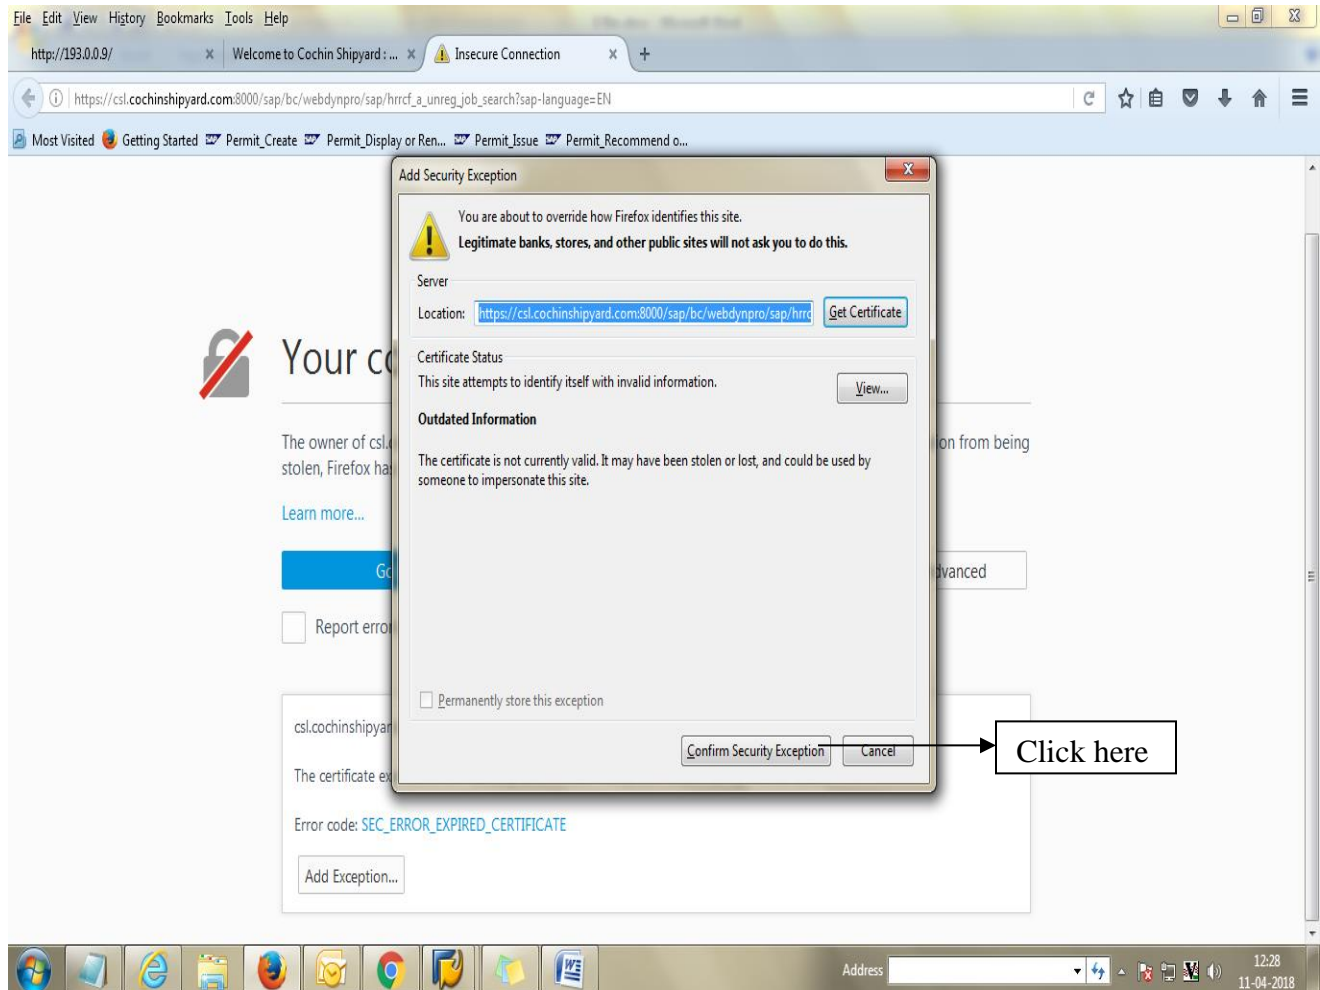 File Edit View History Bookmarks Tools Help
http://193.0.0.9/ Welcome to Cochin Shipyard : ... Insecure Connection
https://csl.cochinshipyard.com:8000/sap/bc/webdynpro/sap/hrrcf_a_unreg_job_search?sap-language=EN
Most Visited Getting Started Permit_Create Permit_Display or Ren... Permit_Issue Permit_Recommend o...
Add Security Exception
You are about to override how Firefox identifies this site.
Legitimate banks, stores, and other public sites will not ask you to do this.
Server
Location: https://csl.cochinshipyard.com:8000/sap/bc/webdynpro/sap/hrrc Get Certificate
Certificate Status
This site attempts to identify itself with invalid information.
View...
Outdated Information
The certificate is not currently valid. It may have been stolen or lost, and could be used by
someone to impersonate this site.
Permanently store this exception
Confirm Security Exception Cancel
Click here
Your co
The owner of csl. on from being
stolen, Firefox ha
Learn more...
Go dvanced
Report erro
csl.cochinshipyar
The certificate ex
Error code: SEC_ERROR_EXPIRED_CERTIFICATE
Add Exception...
Address
12:28
11-04-2018